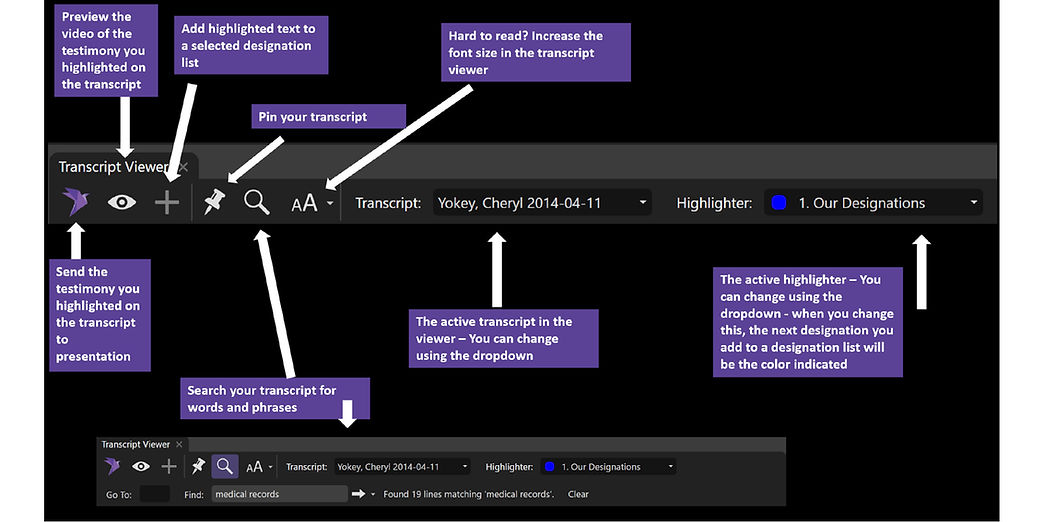 Preview the
video of the
testimony you
highlighted on
the transcript
Add highlighted text to
a selected designation
list
Hard to read? Increase the
font size in the transcript
viewer
Pin your transcript
Transcript Viewer
AA
Transcript:
Yokey, Cheryl 2014-04-11
Highlighter:
1. Our Designations
Send the
testimony you
highlighted on
the transcript
to
presentation
The active transcript in the
viewer – You can change
using the dropdown
The active highlighter – You
can change using the
dropdown - when you change
this, the next designation you
add to a designation list will
be the color indicated
Search your transcript for
words and phrases
Transcript Viewer
AA
Transcript:
Yokey, Cheryl 2014-04-11
Highlighter:
1. Our Designations
Go To:
Find:
medical records
Found 19 lines matching 'medical records'.
Clear